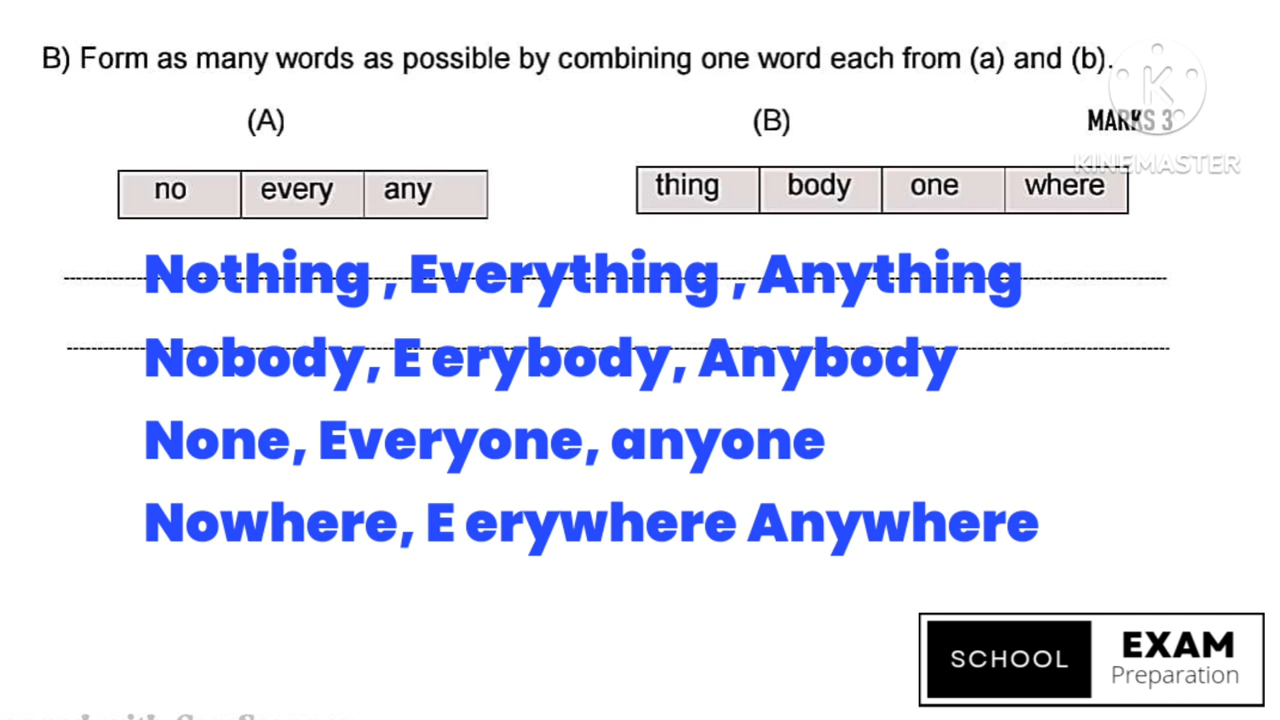 B) Form as many words as possible by combining one word each from (a) and (b).
(A) (B) MARKS 3
KINEMASTER
no every any thing body one where
Nothing , Everything , Anything
Nobody, E erybody, Anybody
None, Everyone, anyone
Nowhere, E erywhere Anywhere
SCHOOL EXAM
Preparation